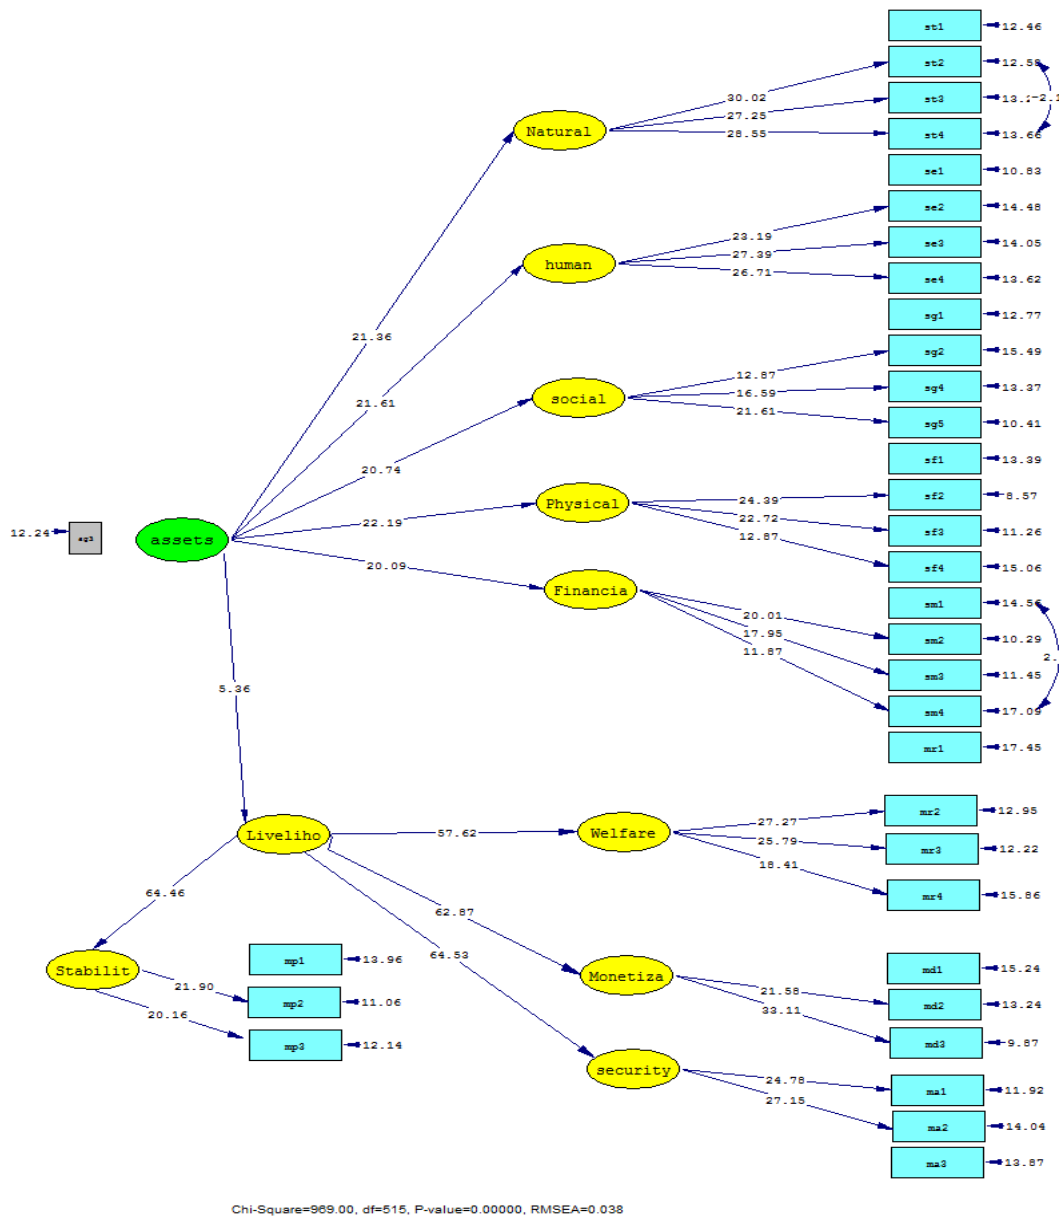 st1
12.46
st2
12.58
30.02
st3
27.25
st4
28.55
13.66
Natural
se1
10.83
se2
14.48
23.19
se3
14.05
27.39
human
se4
13.62
26.71
sg1
12.77
21.36
sg2
15.49
12.87
sg4
13.37
16.59
social
21.61
sg5
10.41
21.61
sf1
13.39
20.74
sf2
8.57
24.39
Physical
22.19
22.72
sf3
11.26
12.87
sf4
15.06
12.24
assets
20.09
Financia
sm1
14.56
20.01
sm2
10.29
17.95
11.87
sm3
11.45
5.36
sm4
17.09
mr1
17.45
mr2
12.95
27.27
Liveliho
57.62
Welfare
25.79
mr3
12.22
18.41
mr4
15.86
64.46
62.87
64.53
mp1
13.96
md1
15.24
Stabilit
21.90
mp2
11.06
Monetiza
21.58
md2
13.24
20.16
33.11
mp3
12.14
md3
9.87
security
24.78
ma1
11.92
27.15
ma2
14.04
ma3
13.87
Chi-Square=969.00, df=515, P-value=0.00000, RMSEA=0.038